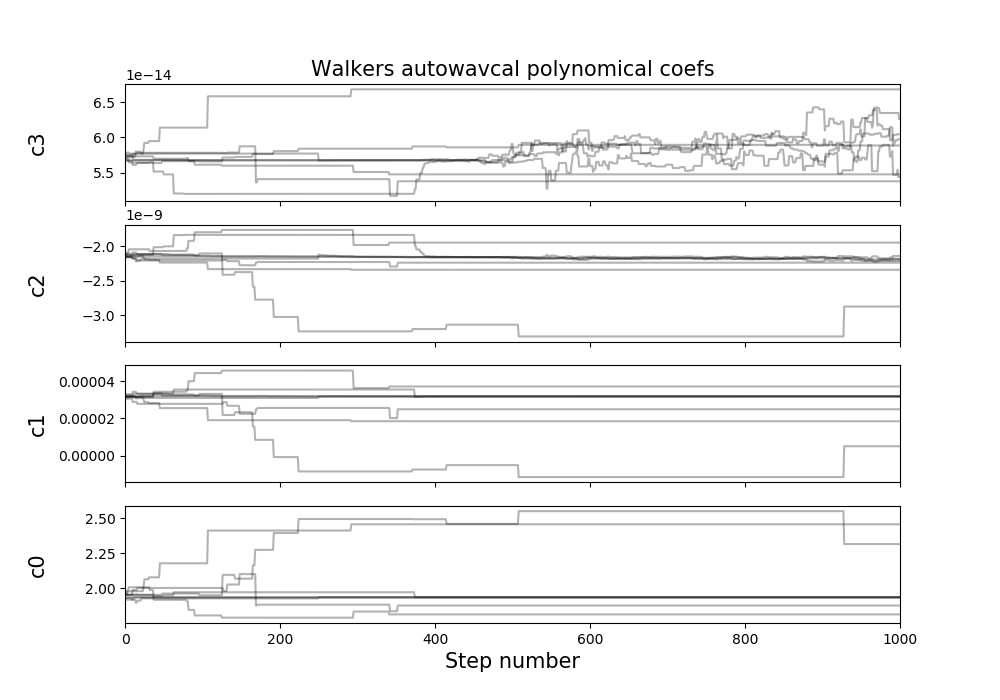 Walkers autowavcal polynomical coefs
1e−14
6.5
6.0
5.5
c3
1e−9
−2.0
−2.5
−3.0
c2
0.00004
0.00002
0.00000
c1
2.50
2.25
2.00
c0
0 200 400 600 800 1000
Step number